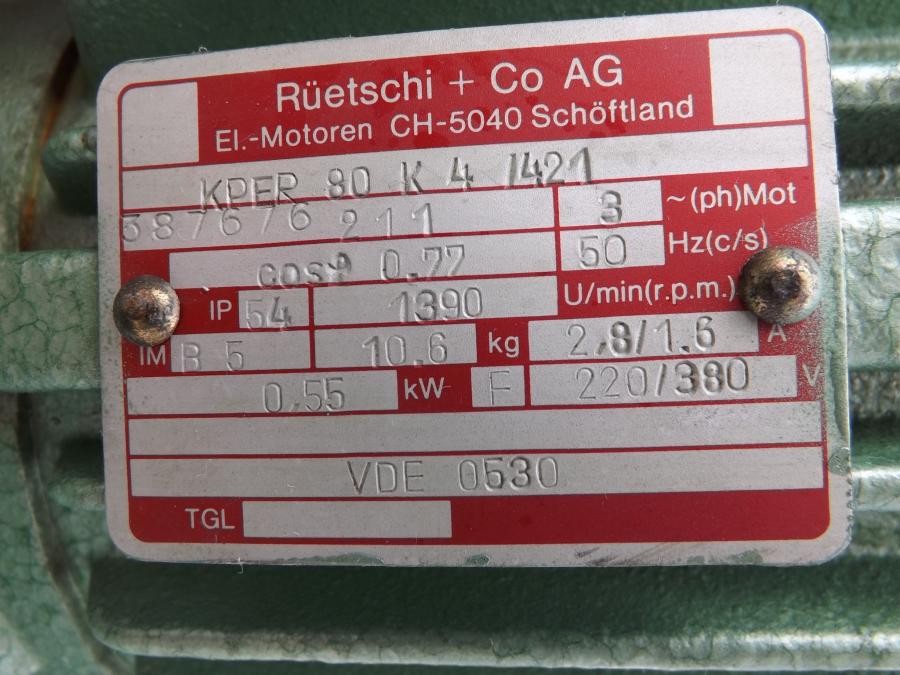 Rüetschi + Co AG
El.-Motoren CH-5040 Schöftland
KPER 80 K 4 /421
387676 211 3 ~(ph)Mot
cosφ 0.77 50 Hz(c/s)
IP 54 1390 U/min(r.p.m.)
IM B 5 10.6 kg 2,8/1.6 A
0,55 kW F 220/380 V
VDE 0530
TGL